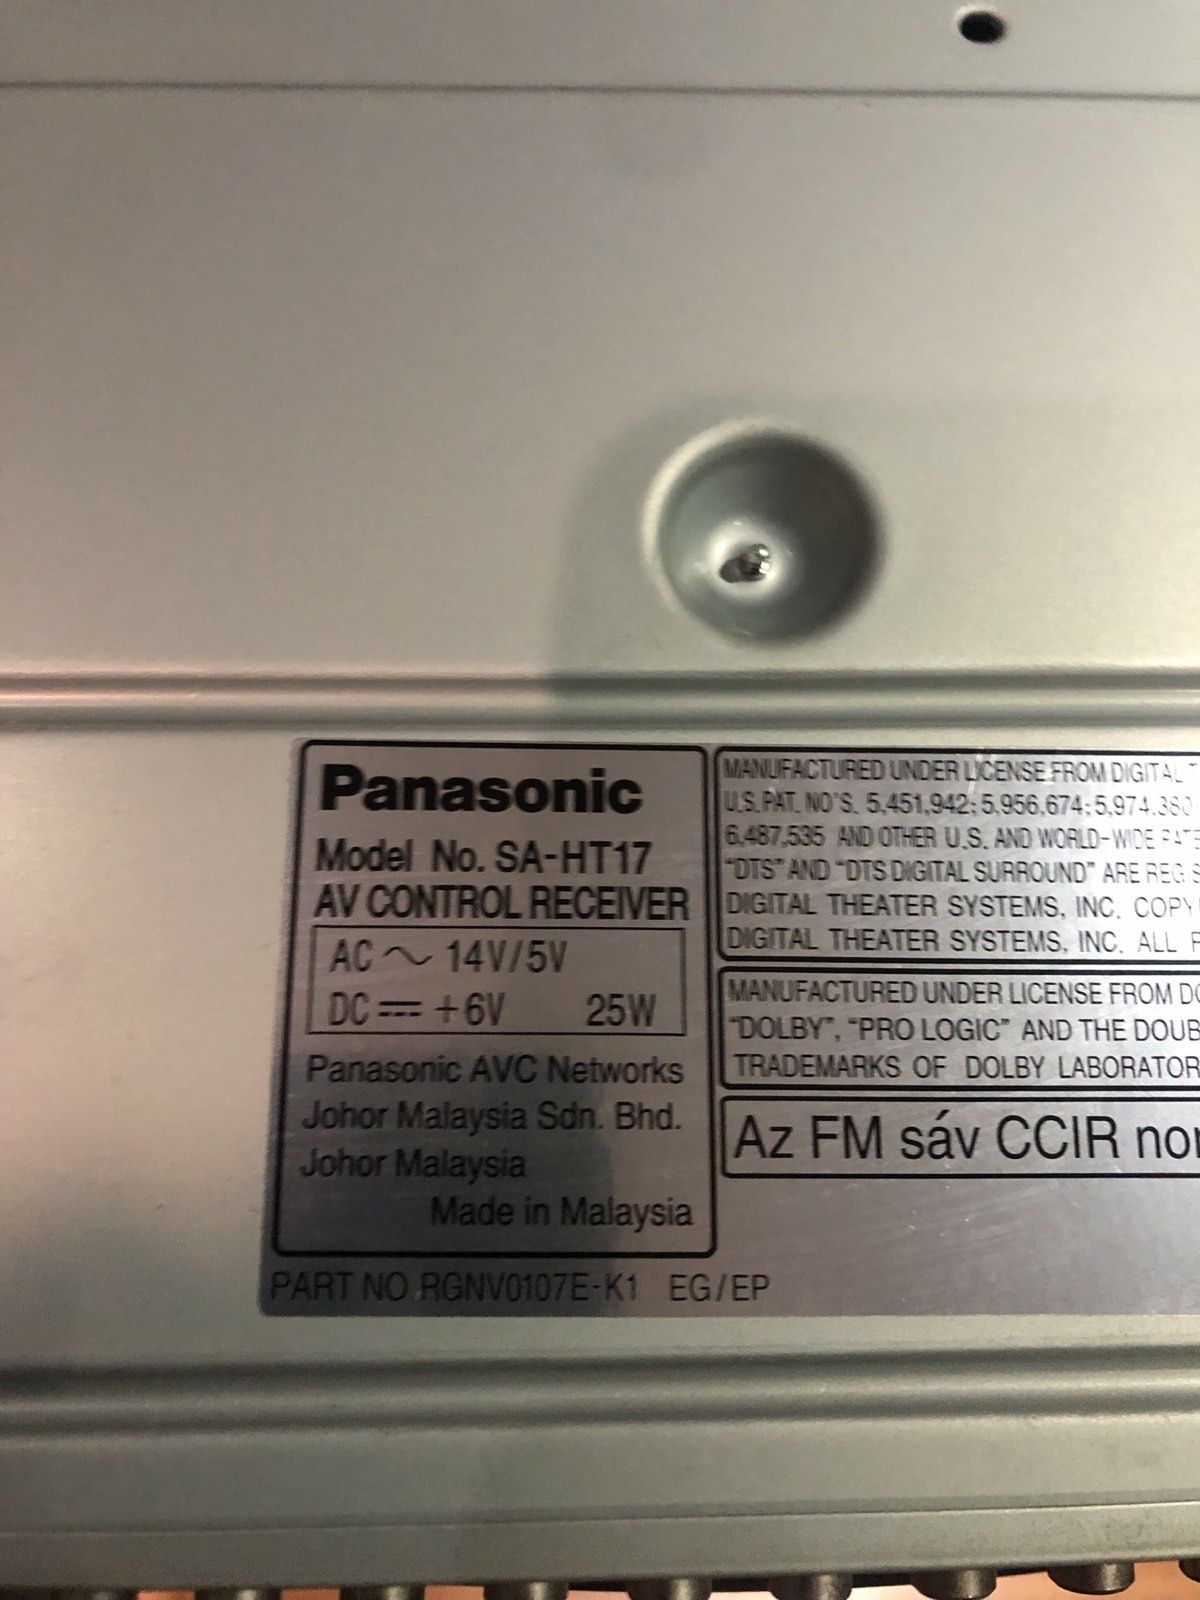 Panasonic
Model No. SA-HT17
AV CONTROL RECEIVER
AC ~ 14V/5V
DC ⎓ +6V 25W
Panasonic AVC Networks
Johor Malaysia Sdn. Bhd.
Johor Malaysia
Made in Malaysia
PART NO.RGNV0107E-K1 EG/EP
MANUFACTURED UNDER LICENSE FROM DIGITAL
U.S. PAT. NO'S. 5,451,942; 5,956,674; 5,974,380
6,487,535 AND OTHER U.S. AND WORLD-WIDE
"DTS" AND "DTS DIGITAL SURROUND" ARE
DIGITAL THEATER SYSTEMS, INC.
DIGITAL THEATER SYSTEMS, INC. ALL
MANUFACTURED UNDER LICENSE FROM
"DOLBY", "PRO LOGIC" AND THE
TRADEMARKS OF DOLBY
Az FM sáv CCIR